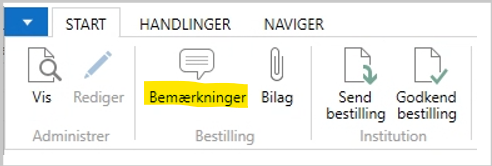 START HANDLINGER NAVIGER
Vis Rediger Bemærkninger Bilag Send bestilling Godkend bestilling
Administrer Bestilling Institution